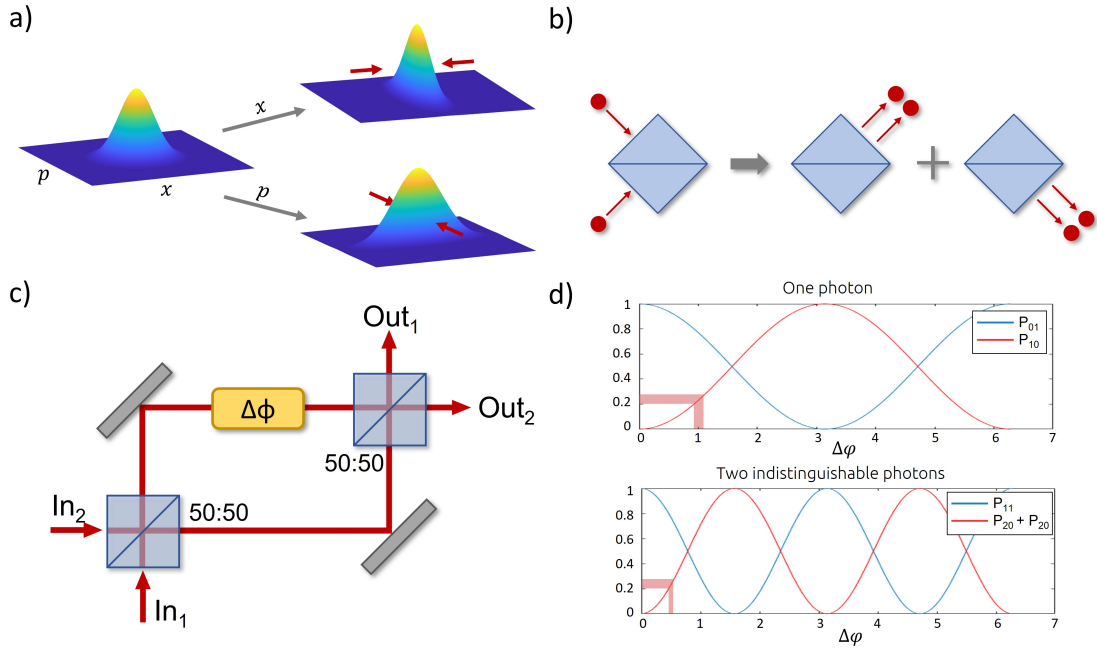 a)
x
p
x
p
b)
c)
Out₁
Δϕ
Out₂
50:50
In₂
50:50
In₁
d)
One photon
1
0.8
0.6
0.4
0.2
0
P₀₁
P₁₀
0 1 2 3 4 5 6 7
Δφ
Two indistinguishable photons
1
0.8
0.6
0.4
0.2
0
P₁₁
P₂₀ + P₂₀
0 1 2 3 4 5 6 7
Δφ